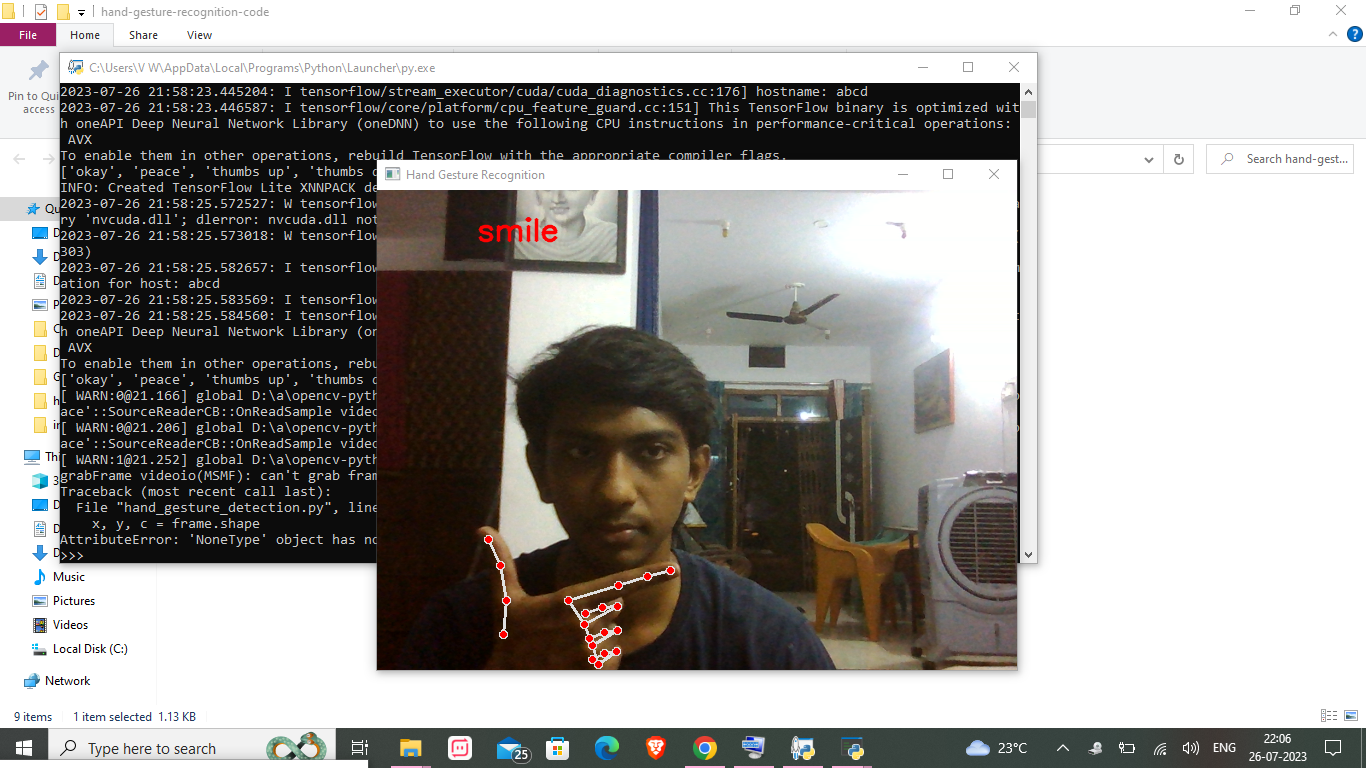 hand-gesture-recognition-code
File Home Share View
Pin to Qui
access
C:\Users\V W\AppData\Local\Programs\Python\Launcher\py.exe
2023-07-26 21:58:23.445204: I tensorflow/stream_executor/cuda/cuda_diagnostics.cc:176] hostname: abcd
2023-07-26 21:58:23.446587: I tensorflow/core/platform/cpu_feature_guard.cc:151] This TensorFlow binary is optimized wit
h oneAPI Deep Neural Network Library (oneDNN) to use the following CPU instructions in performance-critical operations:
AVX
To enable them in other operations, rebuild TensorFlow with the appropriate compiler flags.
['okay', 'peace', 'thumbs up', 'thumbs d
INFO: Created TensorFlow Lite XNNPACK de
2023-07-26 21:58:25.572527: W tensorflow
ry 'nvcuda.dll'; dlerror: nvcuda.dll not
2023-07-26 21:58:25.573018: W tensorflow
303)
2023-07-26 21:58:25.582657: I tensorflow
ation for host: abcd
2023-07-26 21:58:25.583569: I tensorflow
2023-07-26 21:58:25.584560: I tensorflow
h oneAPI Deep Neural Network Library (on
AVX
To enable them in other operations, rebu
['okay', 'peace', 'thumbs up', 'thumbs d
[ WARN:0@21.166] global D:\a\opencv-pyth
ace'::SourceReaderCB::OnReadSample video
[ WARN:0@21.206] global D:\a\opencv-pyth
ace'::SourceReaderCB::OnReadSample video
[ WARN:1@21.252] global D:\a\opencv-pyth
grabFrame videoio(MSMF): can't grab fram
Traceback (most recent call last):
File "hand_gesture_detection.py", line
x, y, c = frame.shape
AttributeError: 'NoneType' object has no
>>>
Hand Gesture Recognition
smile
Search hand-gest...
Qu
Thi
Music
Pictures
Videos
Local Disk (C:)
Network
9 items 1 item selected 1.13 KB
Type here to search
25
23°C
ENG
22:06
26-07-2023